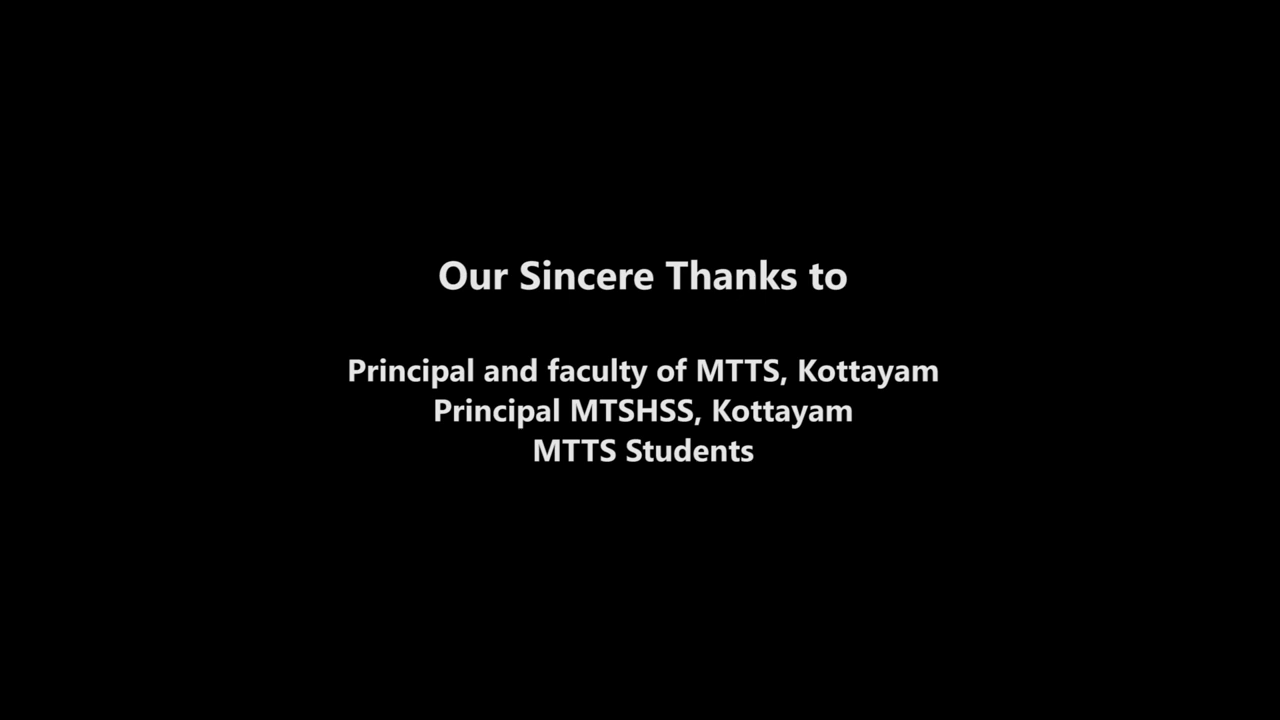 Our Sincere Thanks to
Principal and faculty of MTTS, Kottayam
Principal MTSHSS, Kottayam
MTTS Students